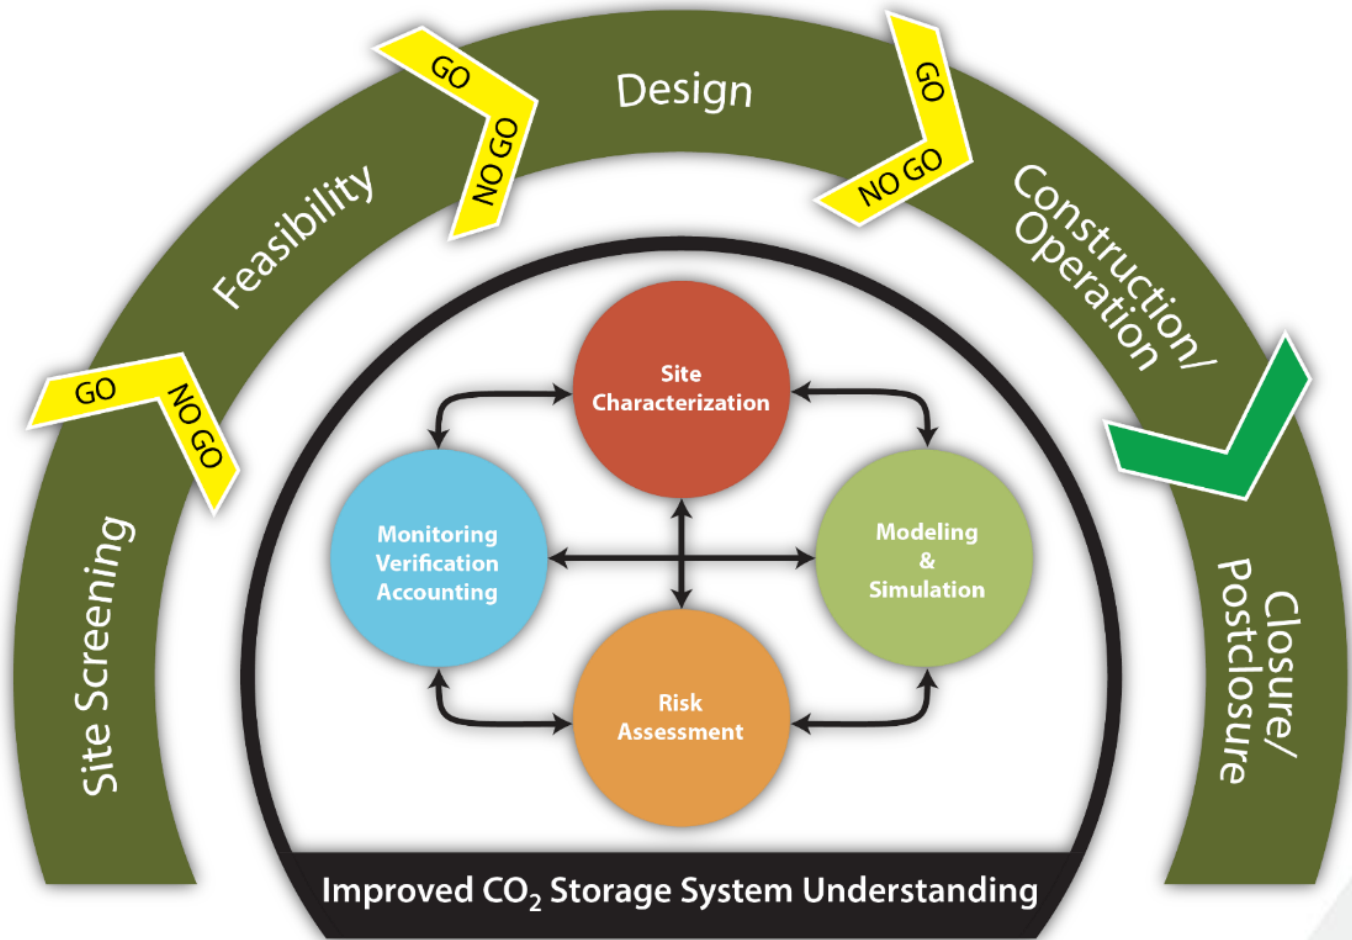 Site Screening
GO
NO GO
Feasibility
GO
NO GO
Design
GO
NO GO
Construction/
Operation
Closure/
Postclosure
Site
Characterization
Monitoring
Verification
Accounting
Modeling
&
Simulation
Risk
Assessment
Improved CO₂ Storage System Understanding